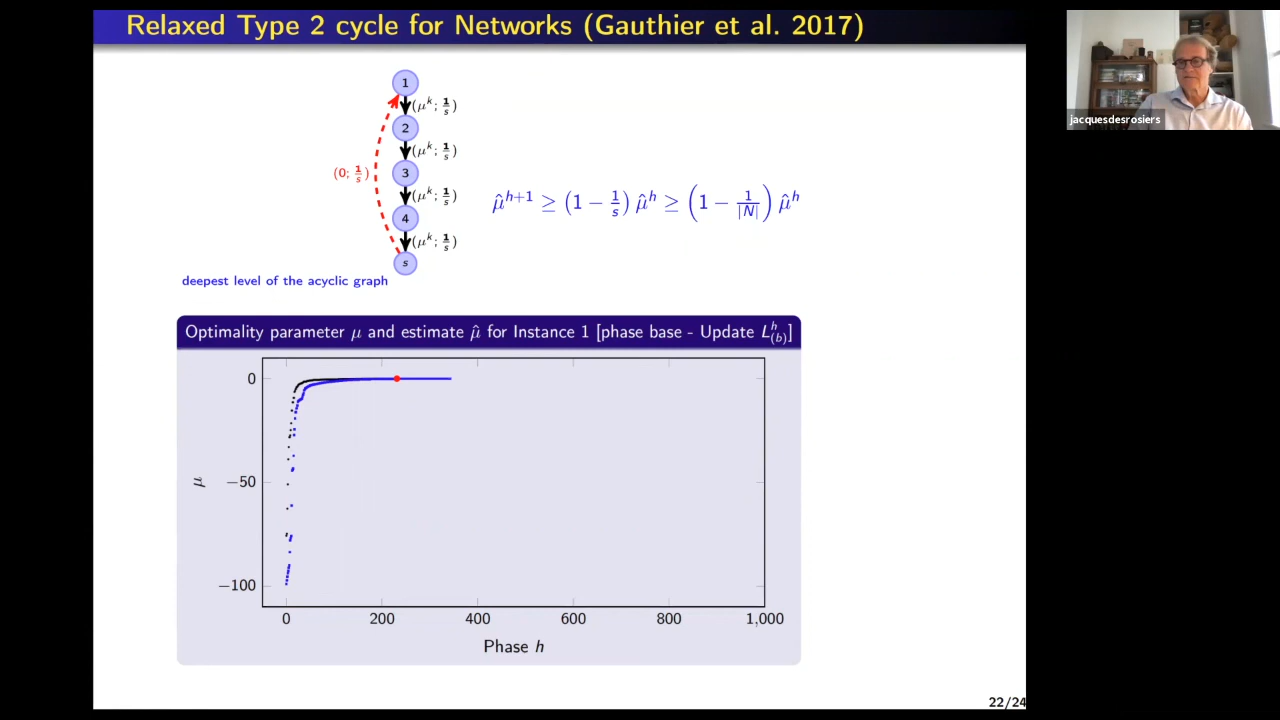 Relaxed Type 2 cycle for Networks (Gauthier et al. 2017)
jacquesdesrosiers
1
(μ^k; 1/s)
2
(μ^k; 1/s)
(0; 1/s)
3
(μ^k; 1/s)
4
(μ^k; 1/s)
s
μ̂^{h+1} ≥ (1 − 1/s) μ̂^h ≥ (1 − 1/|N|) μ̂^h
deepest level of the acyclic graph
Optimality parameter μ and estimate μ̂ for Instance 1 [phase base - Update L^h_{(b)}]
0
−50
−100
μ
0 200 400 600 800 1,000
Phase h
22/24